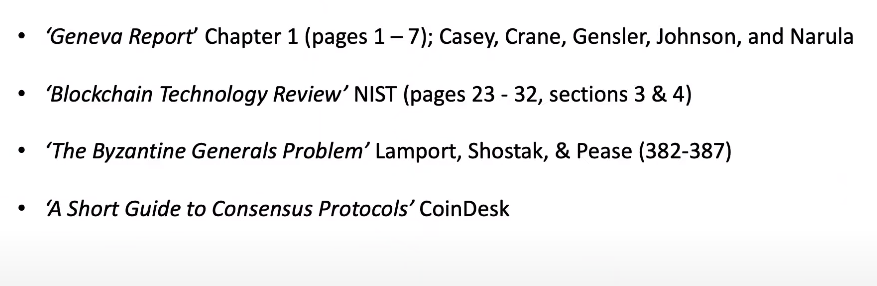 • ‘Geneva Report’ Chapter 1 (pages 1 – 7); Casey, Crane, Gensler, Johnson, and Narula
• ‘Blockchain Technology Review’ NIST (pages 23 - 32, sections 3 & 4)
• ‘The Byzantine Generals Problem’ Lamport, Shostak, & Pease (382-387)
• ‘A Short Guide to Consensus Protocols’ CoinDesk